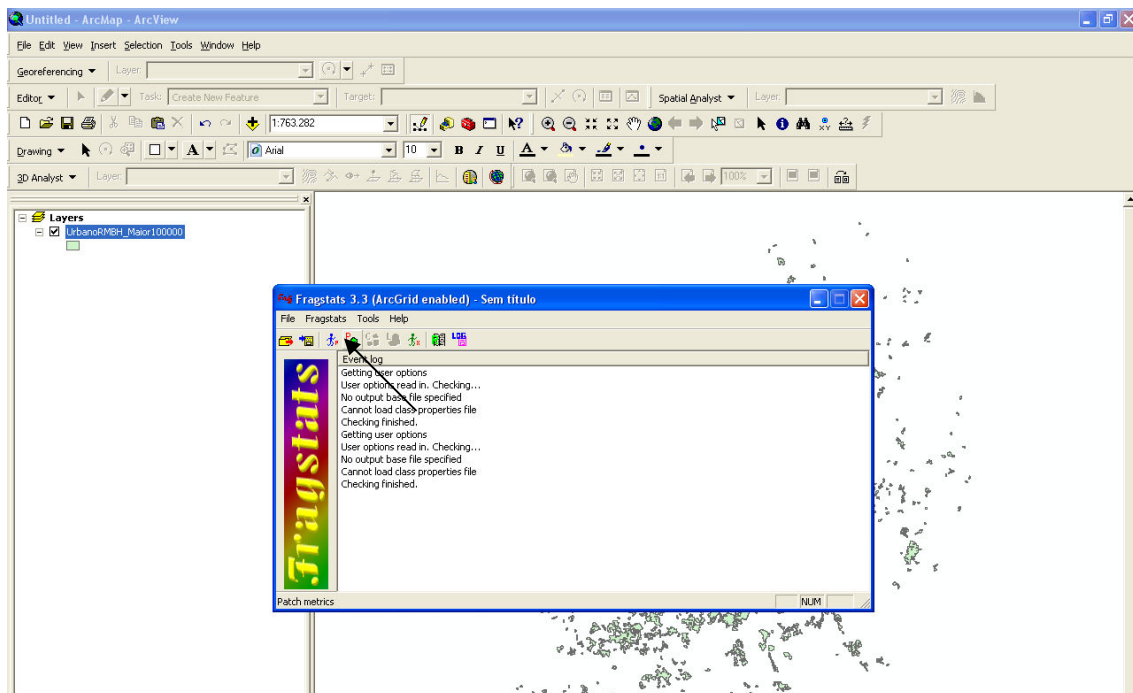 Untitled - ArcMap - ArcView
File Edit View Insert Selection Tools Window Help
Georeferencing Layer:
Editor Task: Create New Feature Target: Spatial Analyst Layer:
1:763.282
Drawing A Arial 10 B I U A
3D Analyst Layer: 100%
Layers
UrbanoRMBH_Maior100000
Fragstats 3.3 (ArcGrid enabled) - Sem título
File Fragstats Tools Help
LOG
Event log
Getting user options
User options read in. Checking...
No output base file specified
Cannot load class properties file
Checking finished.
Getting user options
User options read in. Checking...
No output base file specified
Cannot load class properties file
Checking finished.
Fragstats
Patch metrics NUM